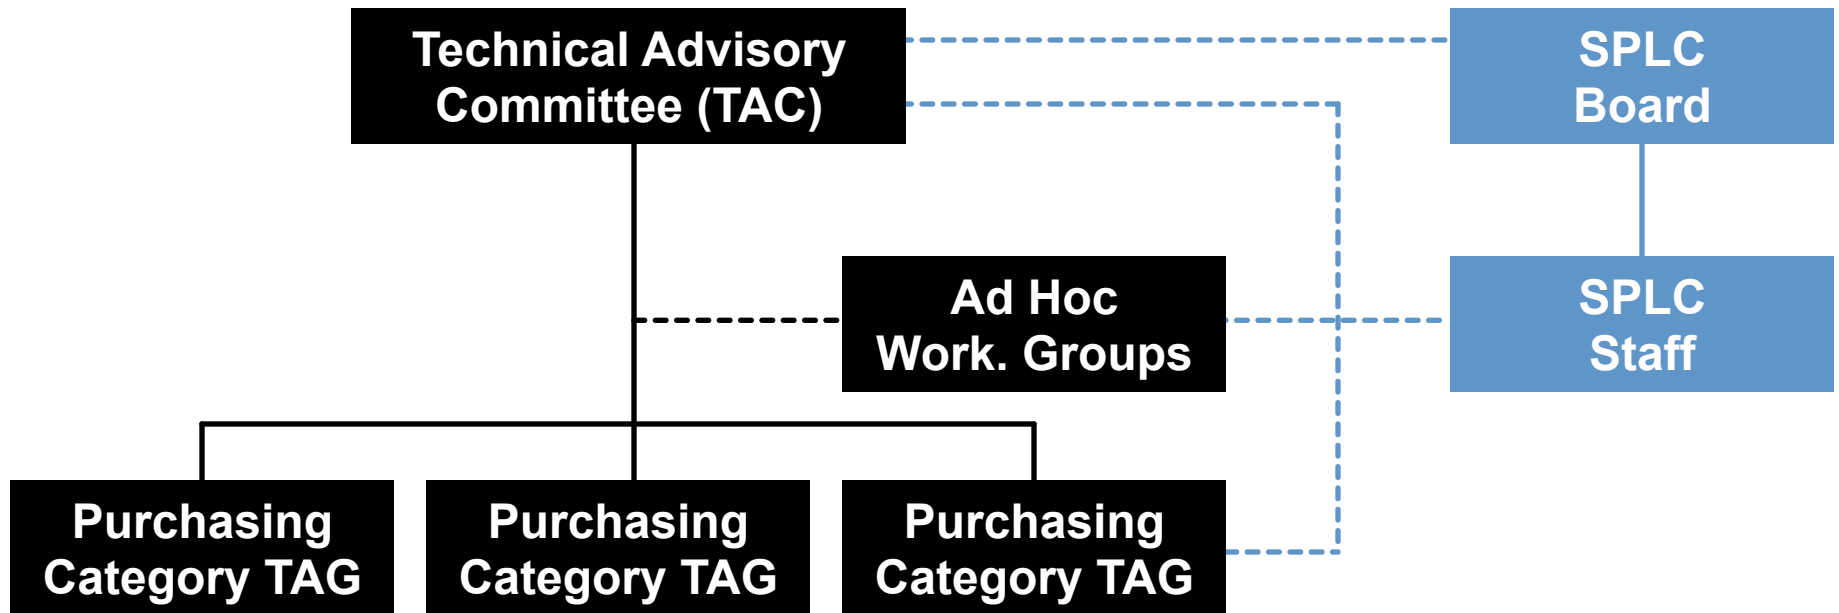 Technical Advisory
Committee (TAC)
SPLC
Board
Ad Hoc
Work. Groups
SPLC
Staff
Purchasing
Category TAG
Purchasing
Category TAG
Purchasing
Category TAG